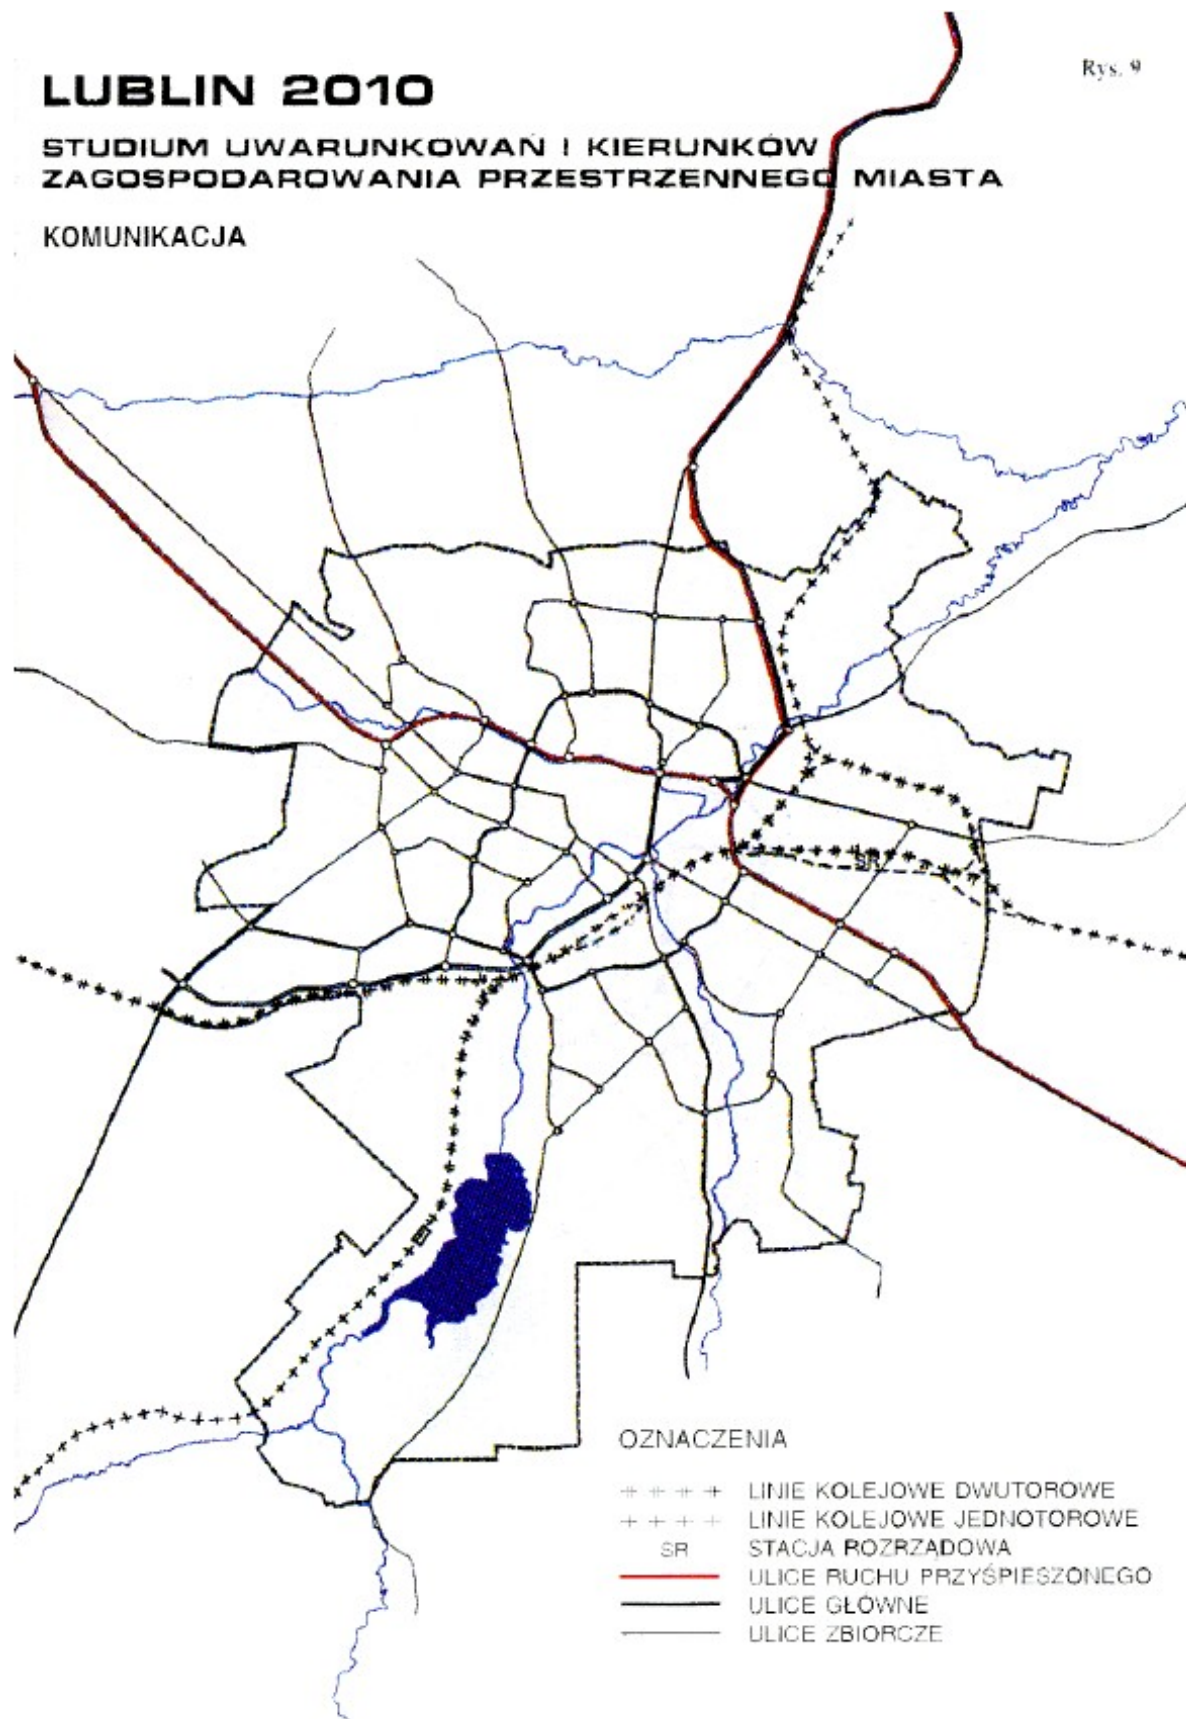 Rys. 9
LUBLIN 2010
STUDIUM UWARUNKOWAŃ I KIERUNKÓW
ZAGOSPODAROWANIA PRZESTRZENNEGO MIASTA
KOMUNIKACJA
SR
OZNACZENIA
LINIE KOLEJOWE DWUTOROWE
LINIE KOLEJOWE JEDNOTOROWE
SR STACJA ROZRZĄDOWA
ULICE RUCHU PRZYŚPIESZONEGO
ULICE GŁÓWNE
ULICE ZBIORCZE